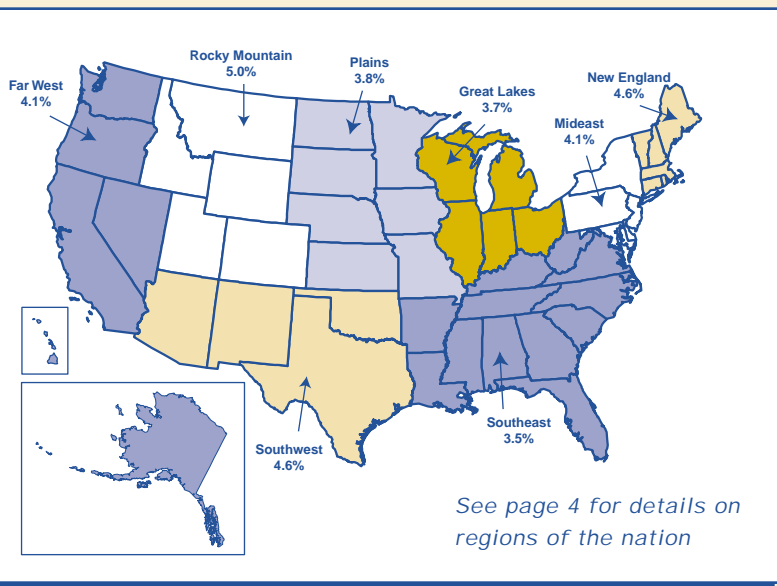 Rocky Mountain
5.0%
Plains
3.8%
Far West
4.1%
Great Lakes
3.7%
New England
4.6%
Mideast
4.1%
Southwest
4.6%
Southeast
3.5%
See page 4 for details on
regions of the nation